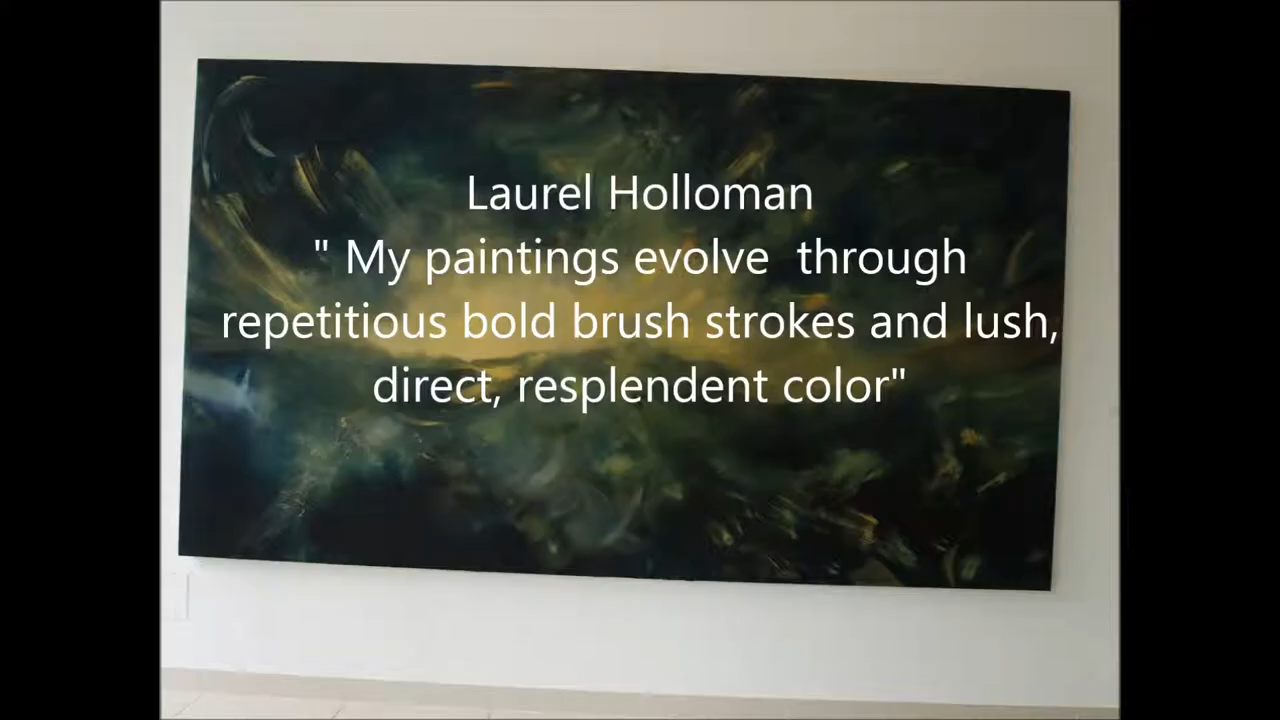 Laurel Holloman
" My paintings evolve  through
repetitious bold brush strokes and lush,
direct, resplendent color"